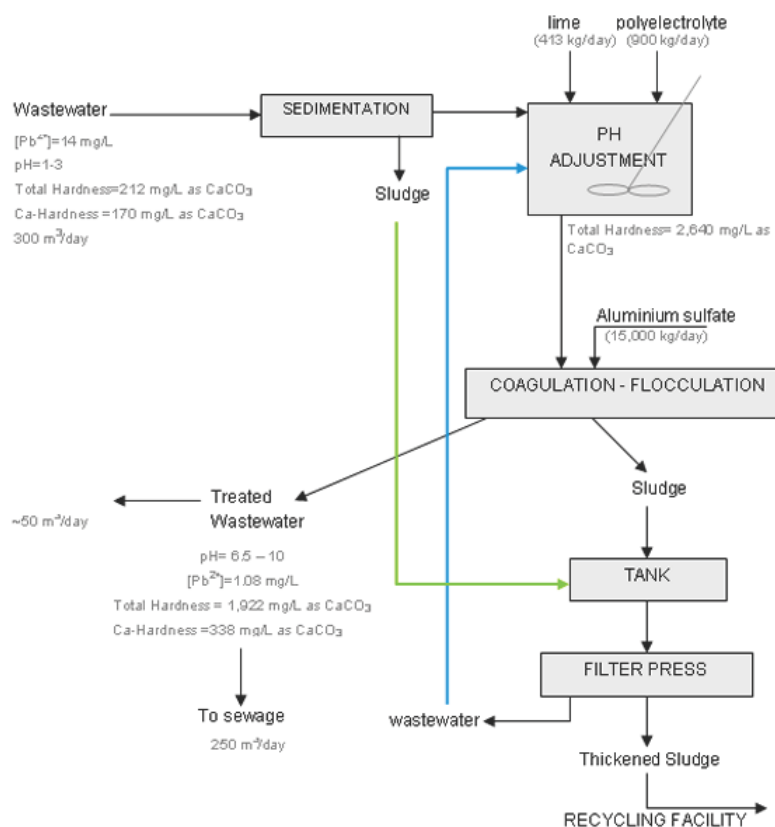 lime
(413 kg/day)
polyelectrolyte
(900 kg/day)
Wastewater
[Pb²⁺]=14 mg/L
pH=1-3
Total Hardness=212 mg/L as CaCO₃
Ca-Hardness =170 mg/L as CaCO₃
300 m³/day
SEDIMENTATION
Sludge
PH
ADJUSTMENT
Total Hardness= 2,640 mg/L as
CaCO₃
Aluminium sulfate
(15,000 kg/day)
COAGULATION - FLOCCULATION
Sludge
~50 m³/day
Treated
Wastewater
pH= 6.5 – 10
[Pb²⁺]=1.08 mg/L
Total Hardness = 1,922 mg/L as CaCO₃
Ca-Hardness =338 mg/L as CaCO₃
To sewage
250 m³/day
TANK
FILTER PRESS
wastewater
Thickened Sludge
RECYCLING FACILITY